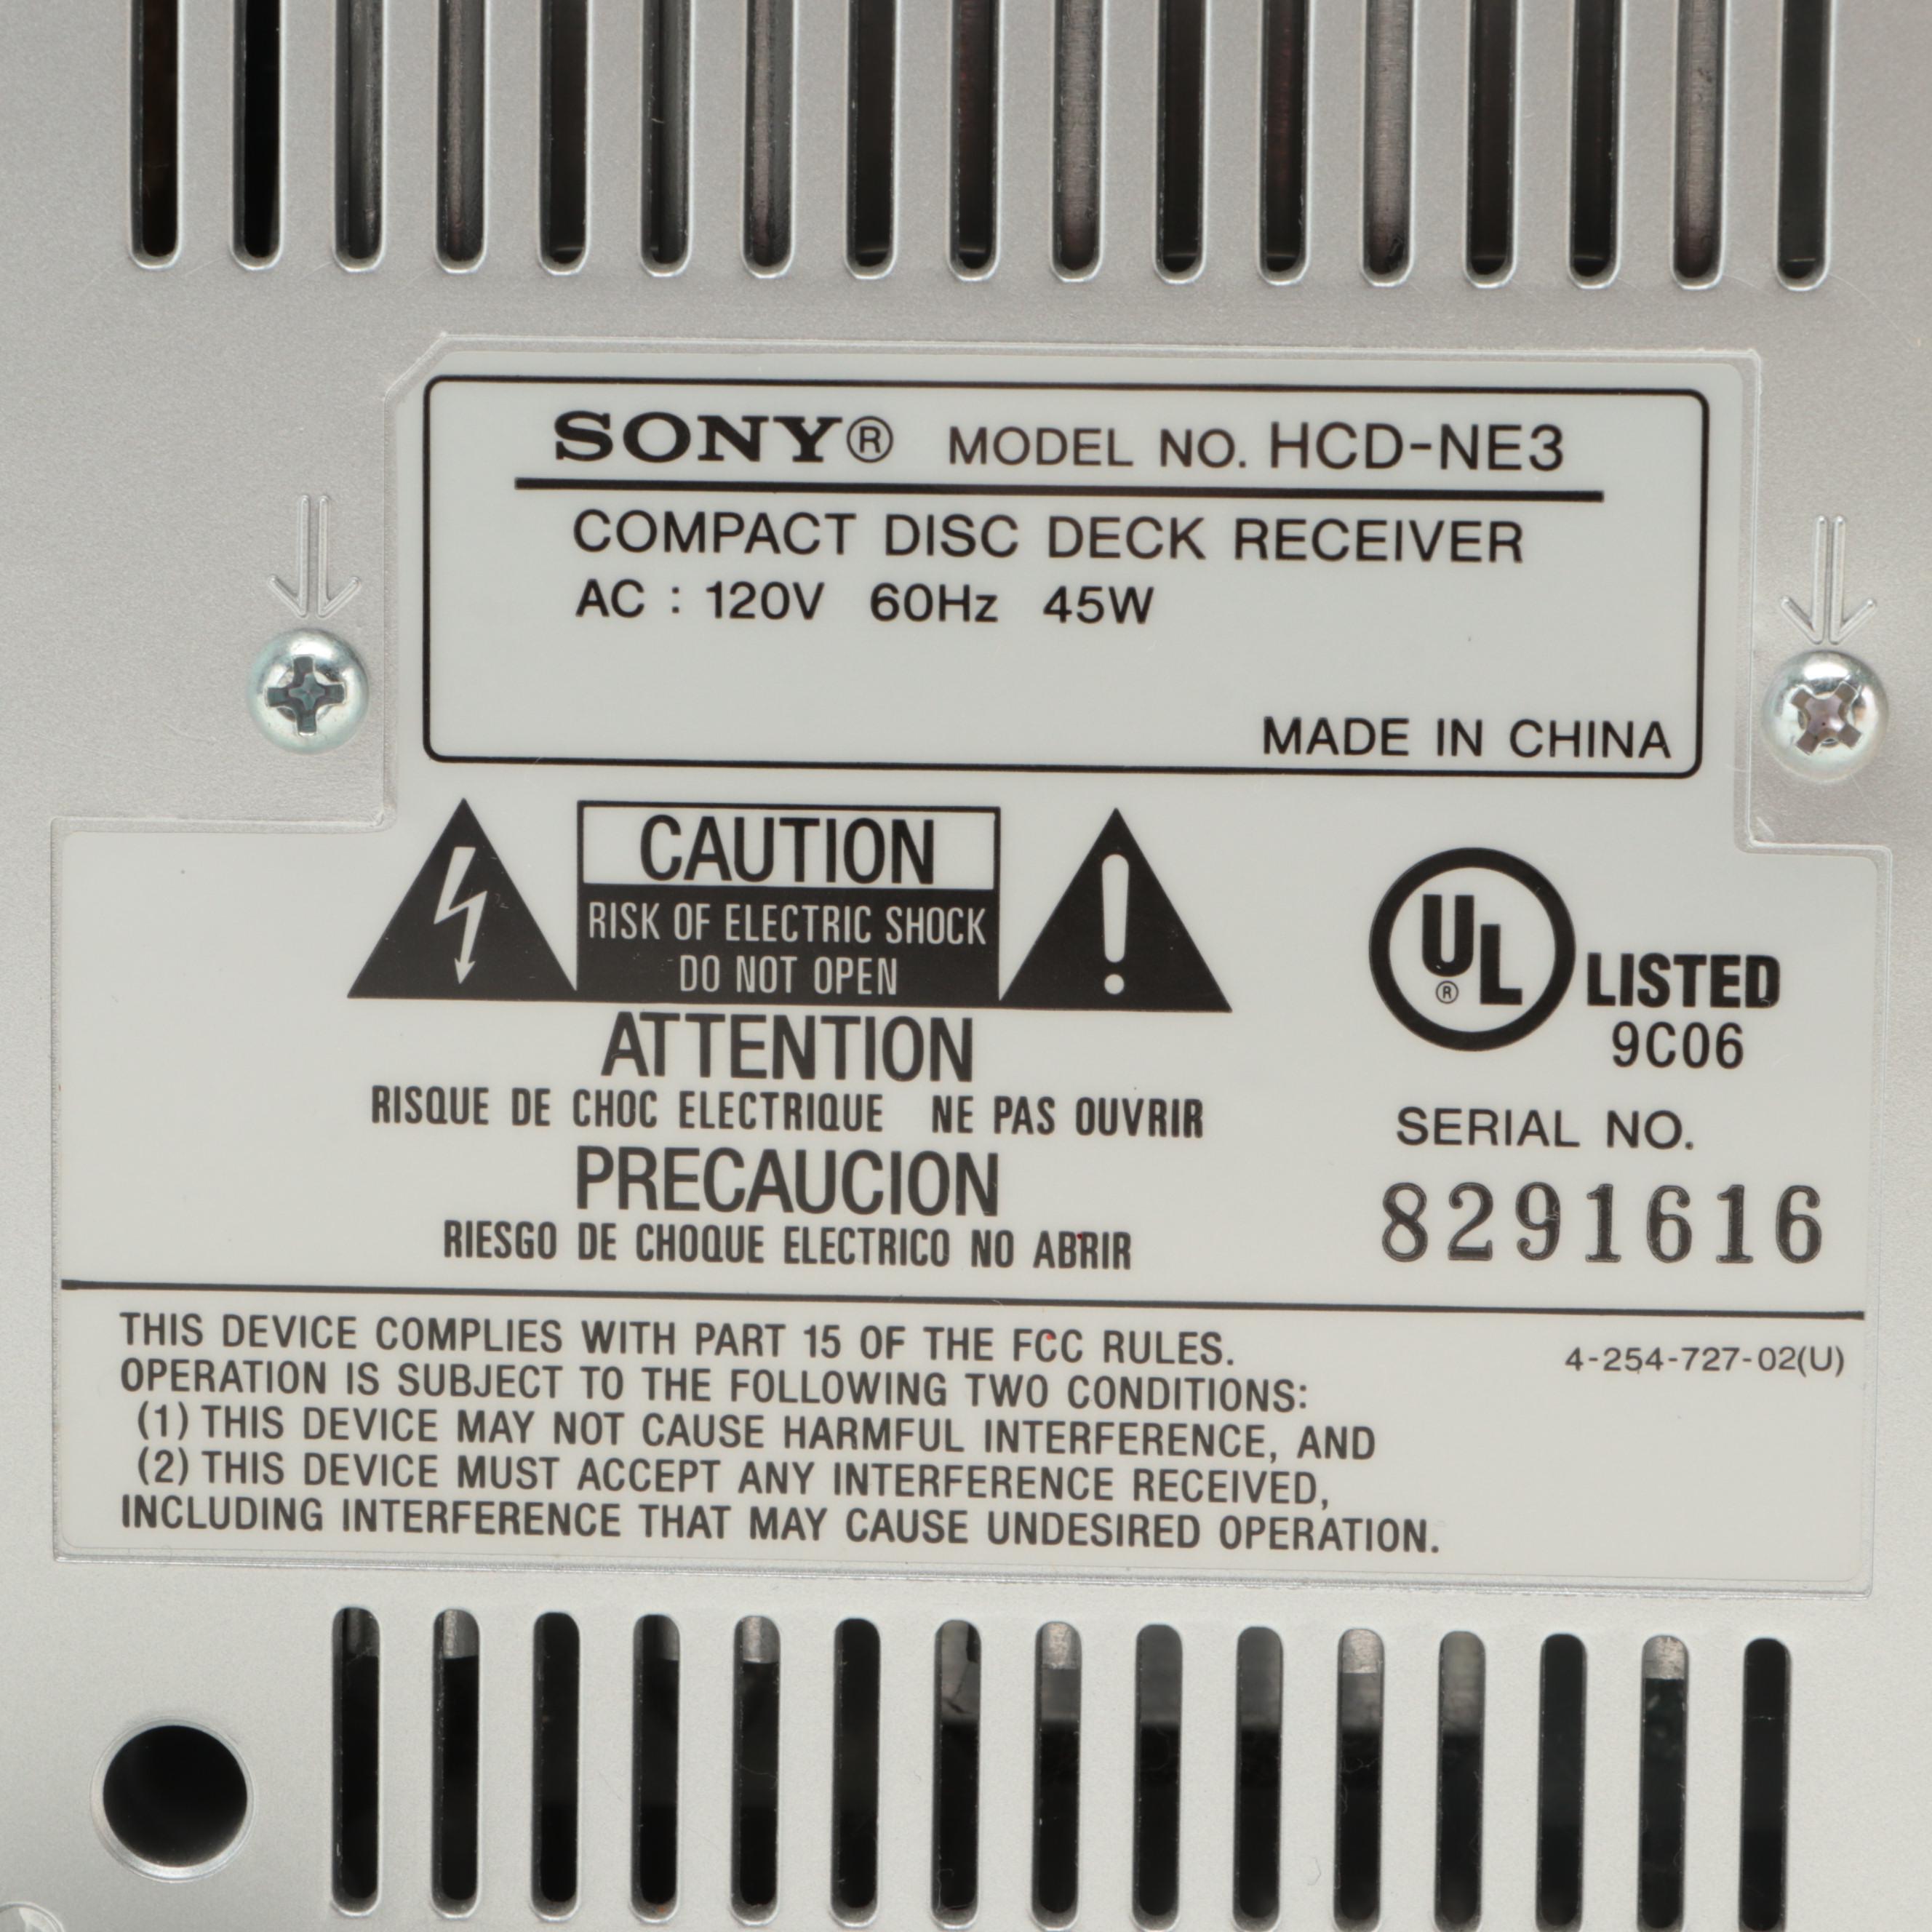 SONY® MODEL NO. HCD-NE3
COMPACT DISC DECK RECEIVER
AC : 120V 60Hz 45W
MADE IN CHINA
CAUTION
RISK OF ELECTRIC SHOCK
DO NOT OPEN
ATTENTION
RISQUE DE CHOC ELECTRIQUE NE PAS OUVRIR
PRECAUCION
RIESGO DE CHOQUE ELECTRICO NO ABRIR
UL ® LISTED
9C06
SERIAL NO.
8291616
THIS DEVICE COMPLIES WITH PART 15 OF THE FCC RULES.
OPERATION IS SUBJECT TO THE FOLLOWING TWO CONDITIONS:
(1) THIS DEVICE MAY NOT CAUSE HARMFUL INTERFERENCE, AND
(2) THIS DEVICE MUST ACCEPT ANY INTERFERENCE RECEIVED,
INCLUDING INTERFERENCE THAT MAY CAUSE UNDESIRED OPERATION.
4-254-727-02(U)